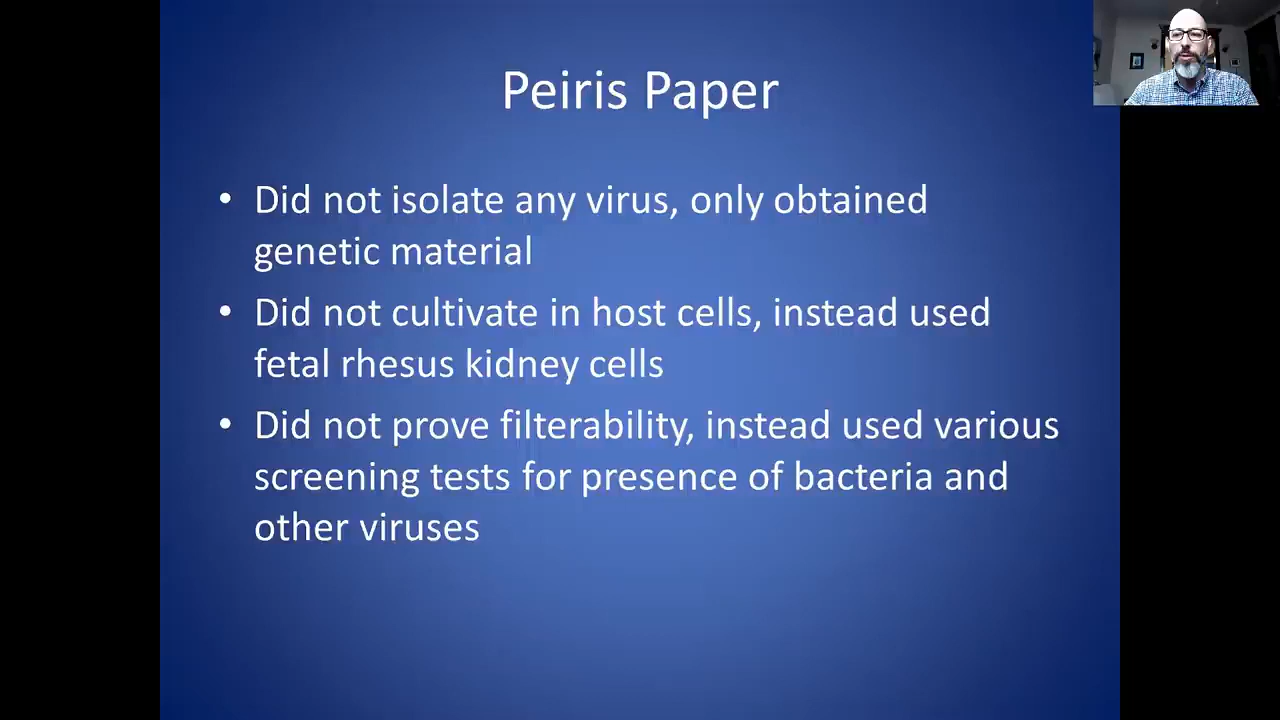 Peiris Paper
• Did not isolate any virus, only obtained
genetic material
• Did not cultivate in host cells, instead used
fetal rhesus kidney cells
• Did not prove filterability, instead used various
screening tests for presence of bacteria and
other viruses